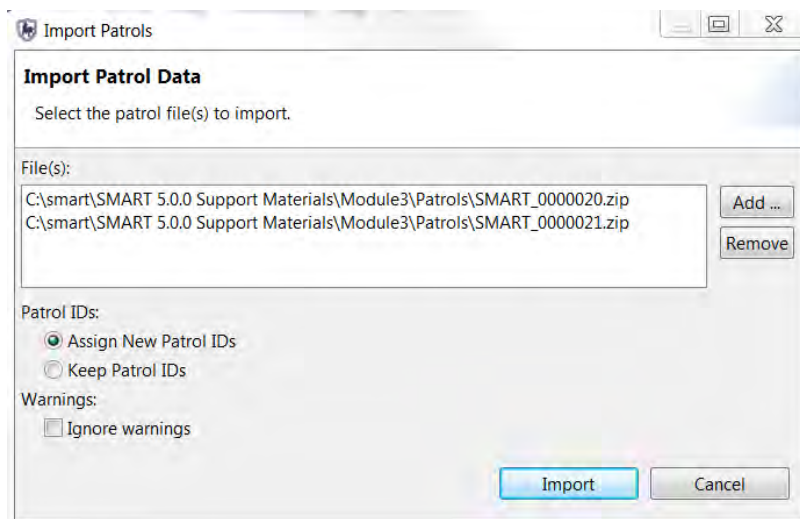 Import Patrols
Import Patrol Data
Select the patrol file(s) to import.
File(s):
C:\smart\SMART 5.0.0 Support Materials\Module3\Patrols\SMART_0000020.zip
C:\smart\SMART 5.0.0 Support Materials\Module3\Patrols\SMART_0000021.zip
Add ...
Remove
Patrol IDs:
Assign New Patrol IDs
Keep Patrol IDs
Warnings:
Ignore warnings
Import
Cancel